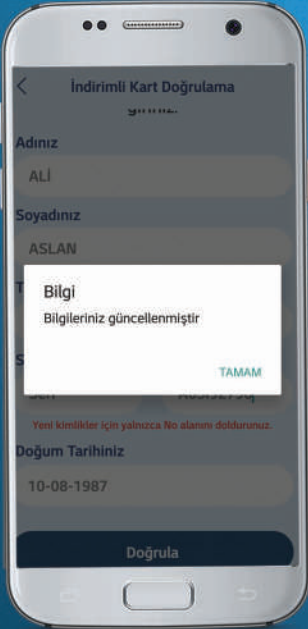 İndirimli Kart Doğrulama
Adınız
ALİ
Soyadınız
ASLAN
T
Bilgi
Bilgileriniz güncellenmiştir
TAMAM
S
Seri
Yeni kimlikler için yalnızca No alanını doldurunuz.
Doğum Tarihiniz
10-08-1987
Doğrula